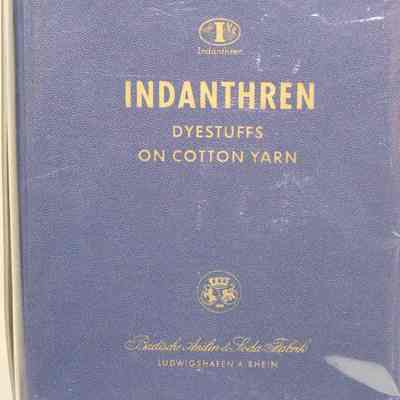 I
Indanthren
INDANTHREN
DYESTUFFS
ON COTTON YARN
Badische Anilin & Soda-Fabrik
LUDWIGSHAFEN A. RHEIN